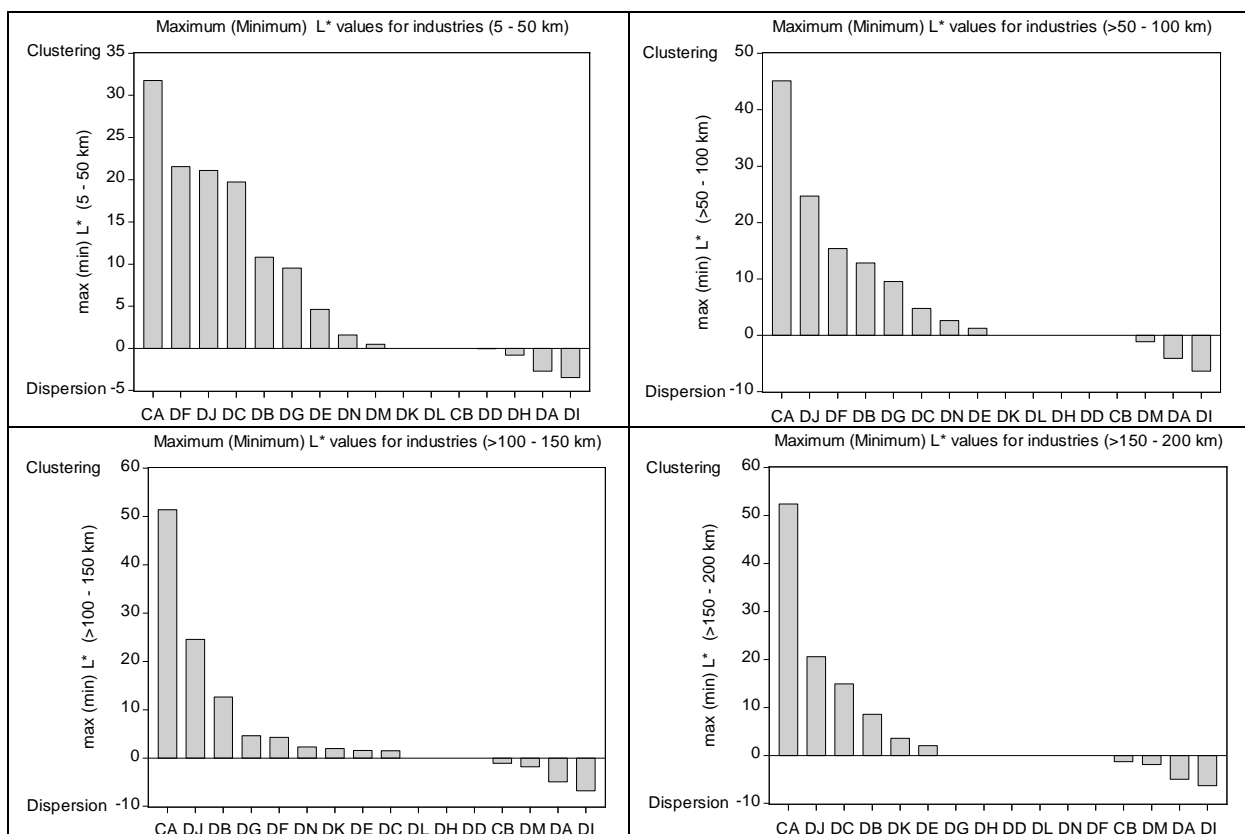 Maximum (Minimum) L* values for industries (5 - 50 km)
Clustering
35
30
25
20
15
10
5
0
Dispersion -5
max (min) L* (5 - 50 km)
CA DF DJ DC DB DG DE DN DM DK DL CB DD DH DA DI
Maximum (Minimum) L* values for industries (>50 - 100 km)
50
Clustering
40
30
20
10
0
Dispersion -10
max (min) L* (>50 - 100 km)
CA DJ DF DB DG DC DN DE DK DL DH DD CB DM DA DI
Maximum (Minimum) L* values for industries (>100 - 150 km)
Clustering 60
50
40
30
20
10
0
Dispersion -10
max (min) L* (>100 - 150 km)
CA DJ DB DG DF DN DK DE DC DL DH DD CB DM DA DI
Maximum (Minimum) L* values for industries (>150 - 200 km)
Clustering 60
50
40
30
20
10
0
Dispersion -10
max (min) L* (>150 - 200 km)
CA DJ DC DB DK DE DG DH DD DL DN DF CB DM DA DI